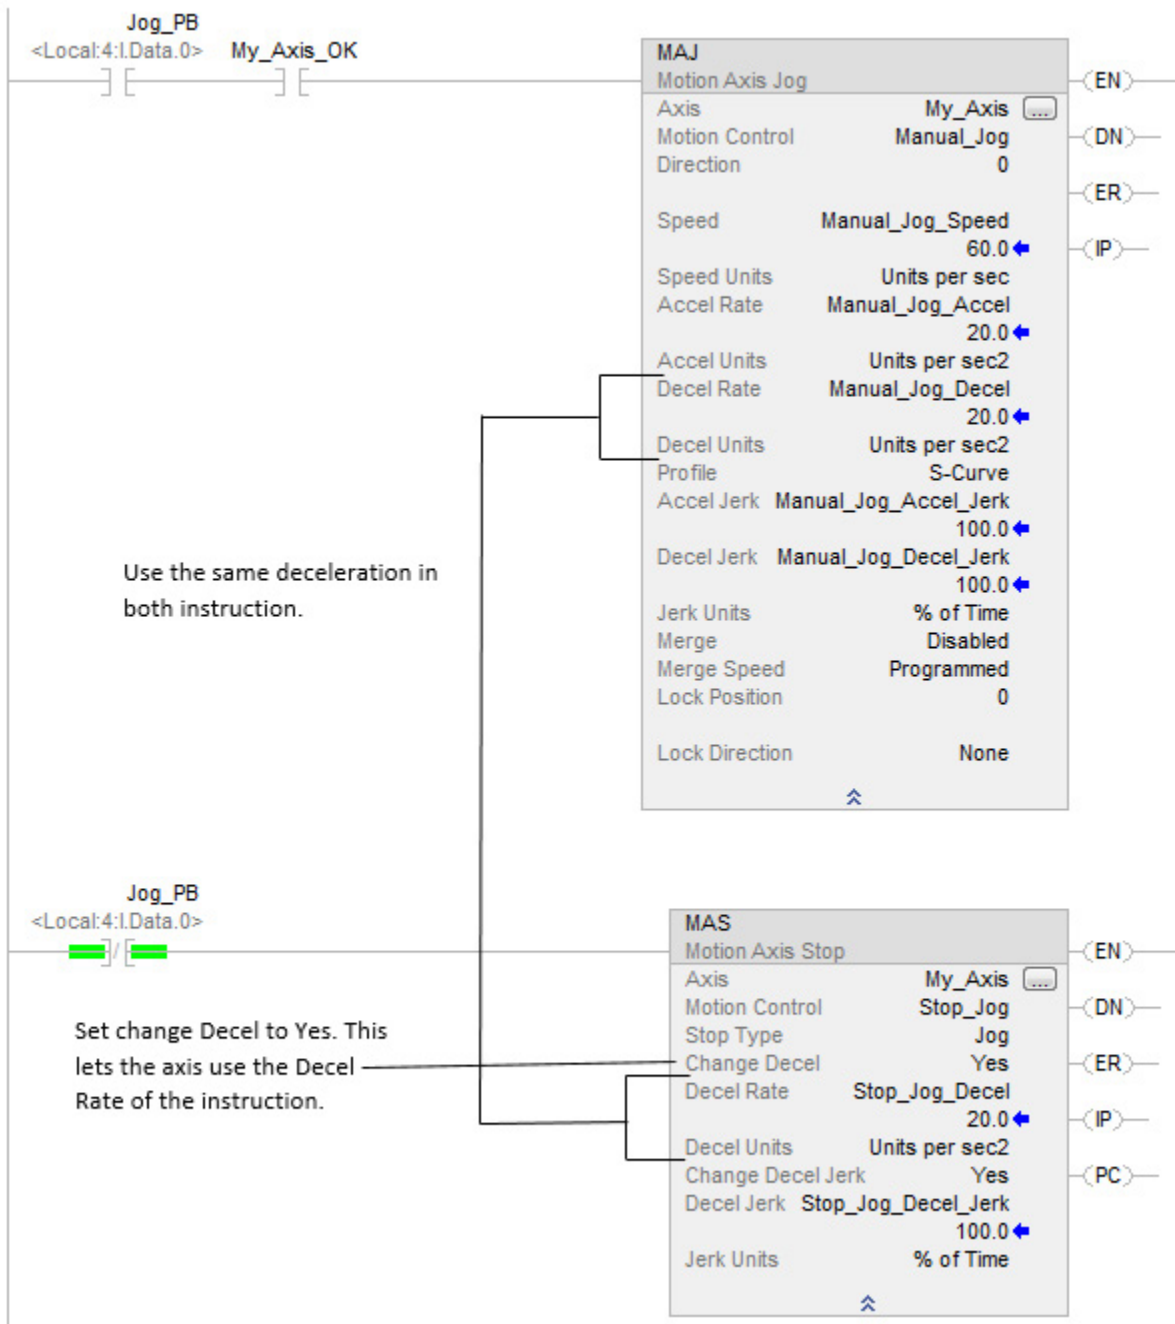 Jog_PB
<Local:4:I.Data.0> My_Axis_OK
MAJ
Motion Axis Jog
Axis My_Axis ...
Motion Control Manual_Jog
Direction 0
Speed Manual_Jog_Speed
60.0
Speed Units Units per sec
Accel Rate Manual_Jog_Accel
20.0
Accel Units Units per sec2
Decel Rate Manual_Jog_Decel
20.0
Decel Units Units per sec2
Profile S-Curve
Accel Jerk Manual_Jog_Accel_Jerk
100.0
Decel Jerk Manual_Jog_Decel_Jerk
100.0
Jerk Units % of Time
Merge Disabled
Merge Speed Programmed
Lock Position 0
Lock Direction None
EN
DN
ER
IP
Use the same deceleration in
both instruction.
Jog_PB
<Local:4:I.Data.0>
MAS
Motion Axis Stop
Axis My_Axis ...
Motion Control Stop_Jog
Stop Type Jog
Change Decel Yes
Decel Rate Stop_Jog_Decel
20.0
Decel Units Units per sec2
Change Decel Jerk Yes
Decel Jerk Stop_Jog_Decel_Jerk
100.0
Jerk Units % of Time
EN
DN
ER
IP
PC
Set change Decel to Yes. This
lets the axis use the Decel
Rate of the instruction.